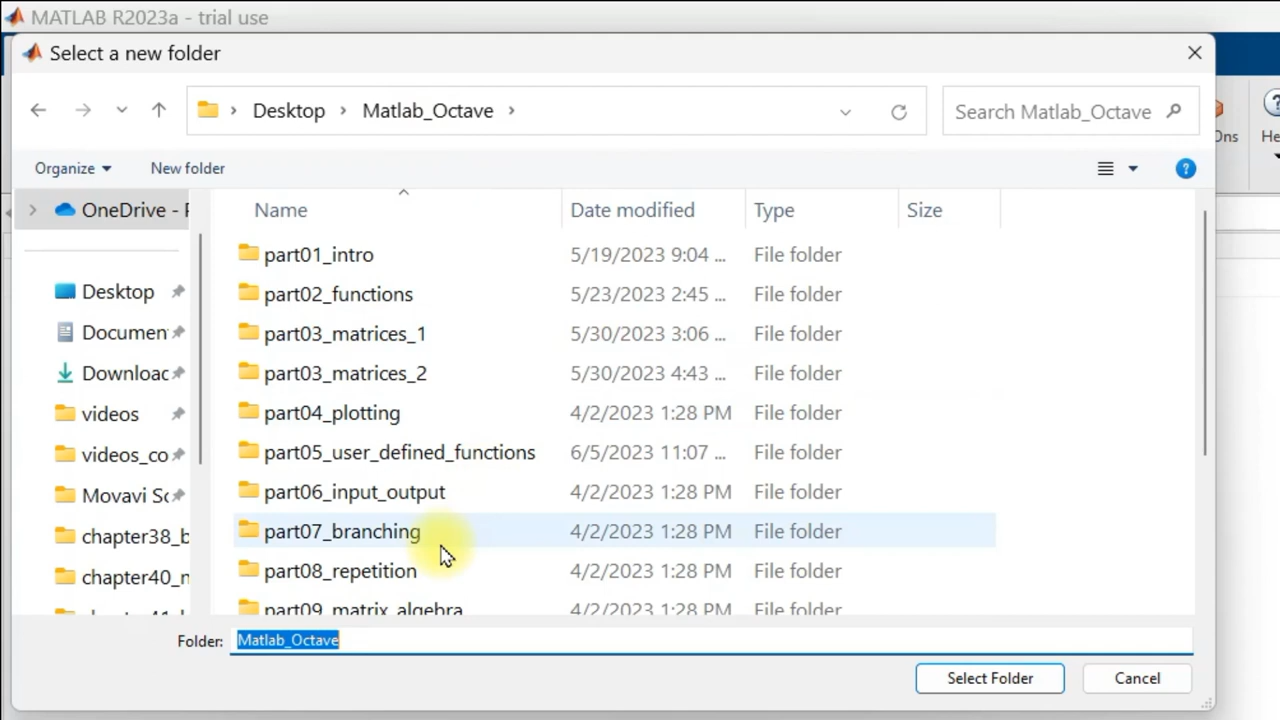 MATLAB R2023a - trial use
Select a new folder
Desktop > Matlab_Octave >
Search Matlab_Octave
Ons
He
Organize
New folder
?
OneDrive - P
Name Date modified Type Size
part01_intro 5/19/2023 9:04 ... File folder
part02_functions 5/23/2023 2:45 ... File folder
Desktop
part03_matrices_1 5/30/2023 3:06 ... File folder
Documen
part03_matrices_2 5/30/2023 4:43 ... File folder
Downloac
part04_plotting 4/2/2023 1:28 PM File folder
videos
part05_user_defined_functions 6/5/2023 11:07 ... File folder
videos_co
part06_input_output 4/2/2023 1:28 PM File folder
Movavi Sc
part07_branching 4/2/2023 1:28 PM File folder
chapter38_b
part08_repetition 4/2/2023 1:28 PM File folder
chapter40_n
part09_matrix_algebra 4/2/2023 1:28 PM File folder
Folder: Matlab_Octave
Select Folder
Cancel